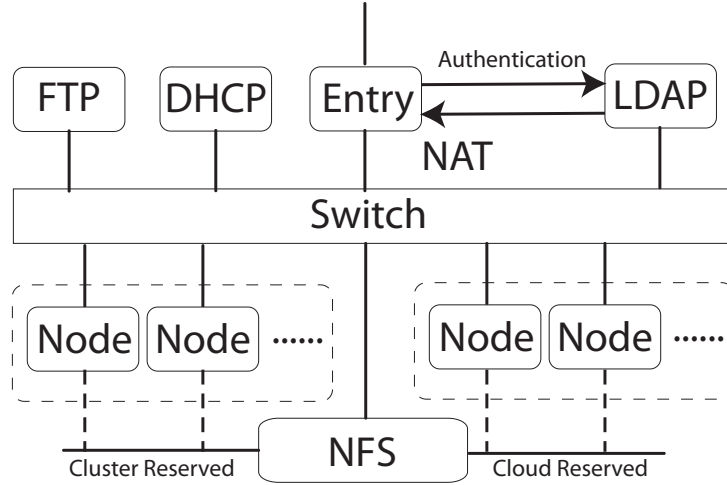 Authentication
FTP
DHCP
Entry
LDAP
NAT
Switch
Node
Node
......
Node
Node
......
NFS
Cluster Reserved
Cloud Reserved